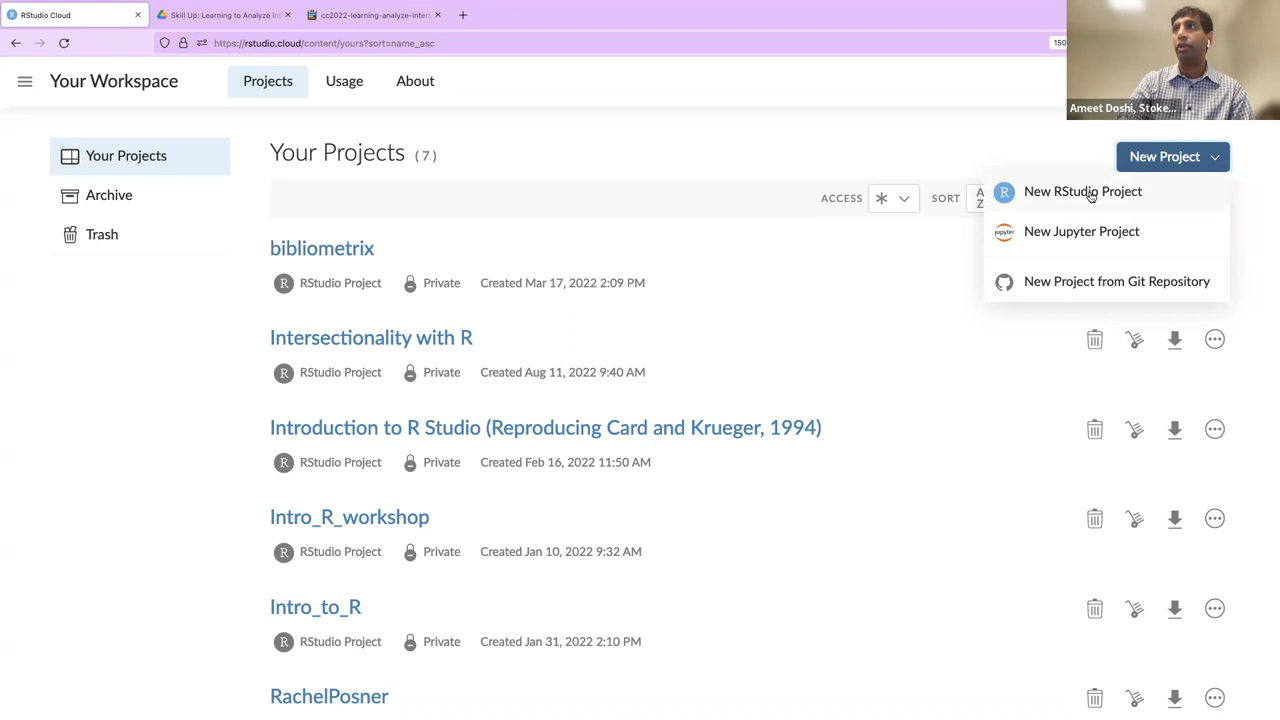 RStudio Cloud
Skill Up: Learning to Analyze Int
cc2022-learning-analyze-inter
https://rstudio.cloud/content/yours?sort=name_asc
150
Your Workspace
Projects
Usage
About
Ameet Doshi, Stoke...
Your Projects
Archive
Trash
Your Projects (7)
New Project
ACCESS
SORT
A
Z
R New RStudio Project
jupyter New Jupyter Project
New Project from Git Repository
bibliometrix
R RStudio Project Private Created Mar 17, 2022 2:09 PM
Intersectionality with R
R RStudio Project Private Created Aug 11, 2022 9:40 AM
Introduction to R Studio (Reproducing Card and Krueger, 1994)
R RStudio Project Private Created Feb 16, 2022 11:50 AM
Intro_R_workshop
R RStudio Project Private Created Jan 10, 2022 9:32 AM
Intro_to_R
R RStudio Project Private Created Jan 31, 2022 2:10 PM
RachelPosner